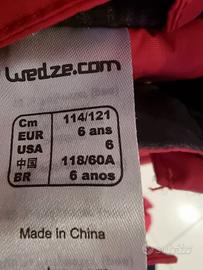 wedze.com
Cm 114/121
EUR 6 ans
USA 6
中国 118/60A
BR 6 anos
Made in China